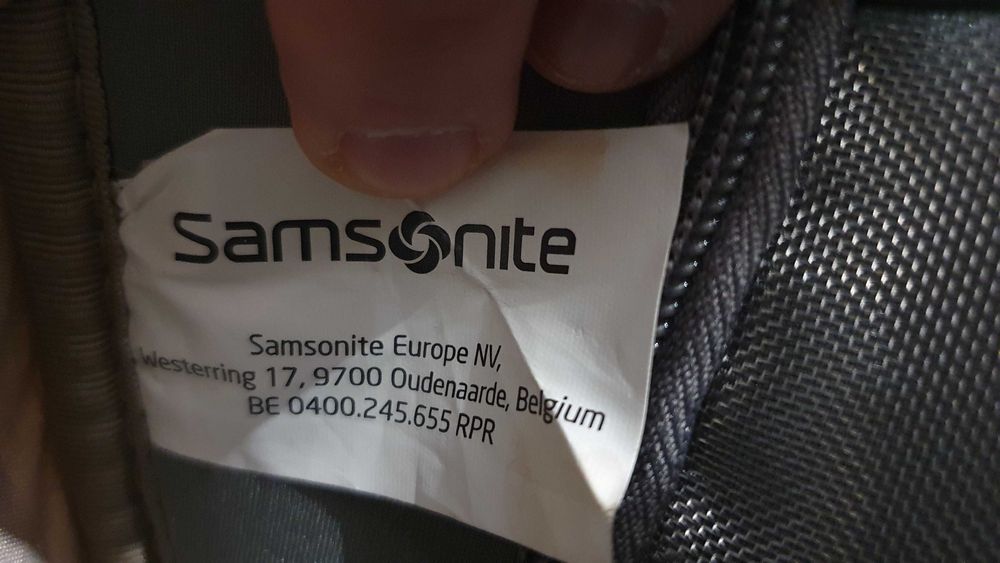 Samsonite
Samsonite Europe NV,
Westerring 17, 9700 Oudenaarde, Belgium
BE 0400.245.655 RPR